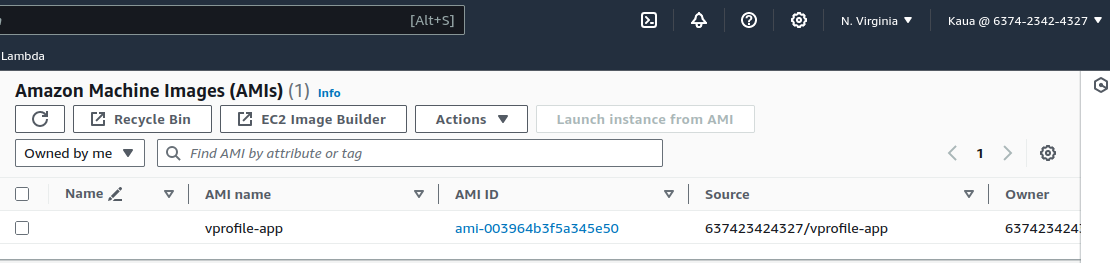 [Alt+S]
N. Virginia
Kaua @ 6374-2342-4327
Lambda
Amazon Machine Images (AMIs) (1) Info
Recycle Bin
EC2 Image Builder
Actions
Launch instance from AMI
Owned by me
Find AMI by attribute or tag
1
Name AMI name AMI ID Source Owner
vprofile-app ami-003964b3f5a345e50 637423424327/vprofile-app 637423424